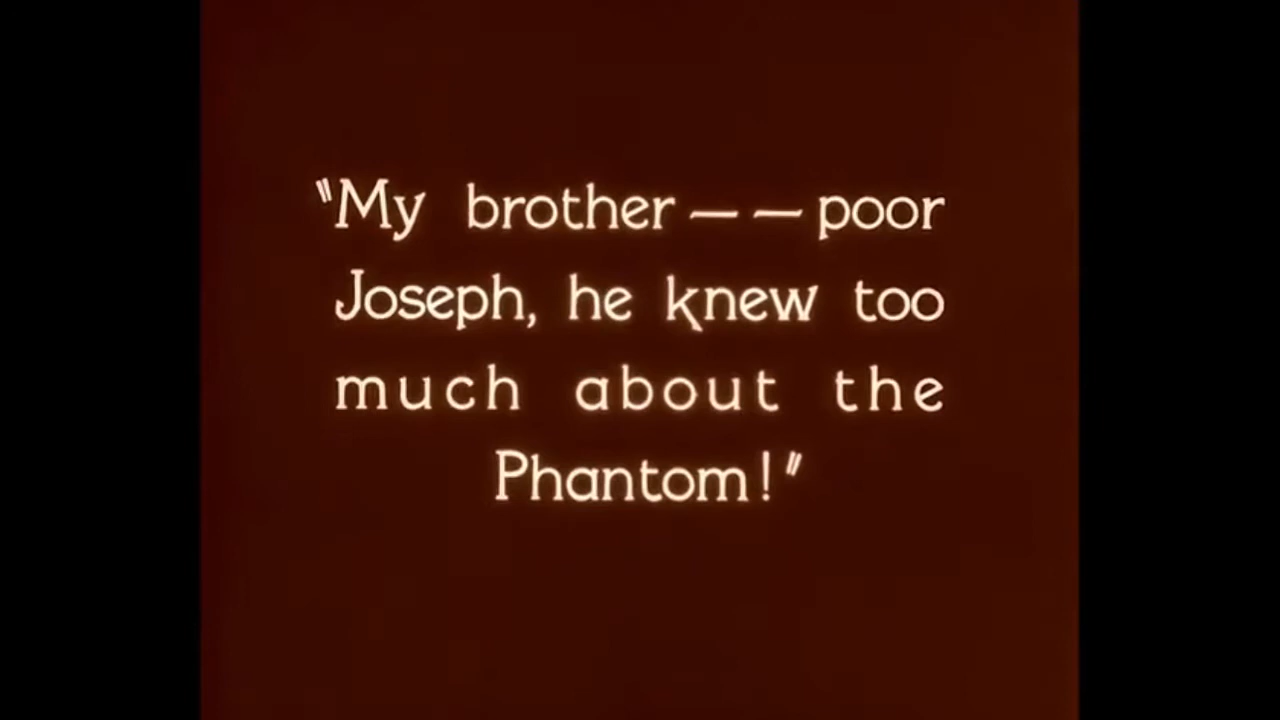 "My brother — — poor
Joseph, he knew too
much about the
Phantom!"